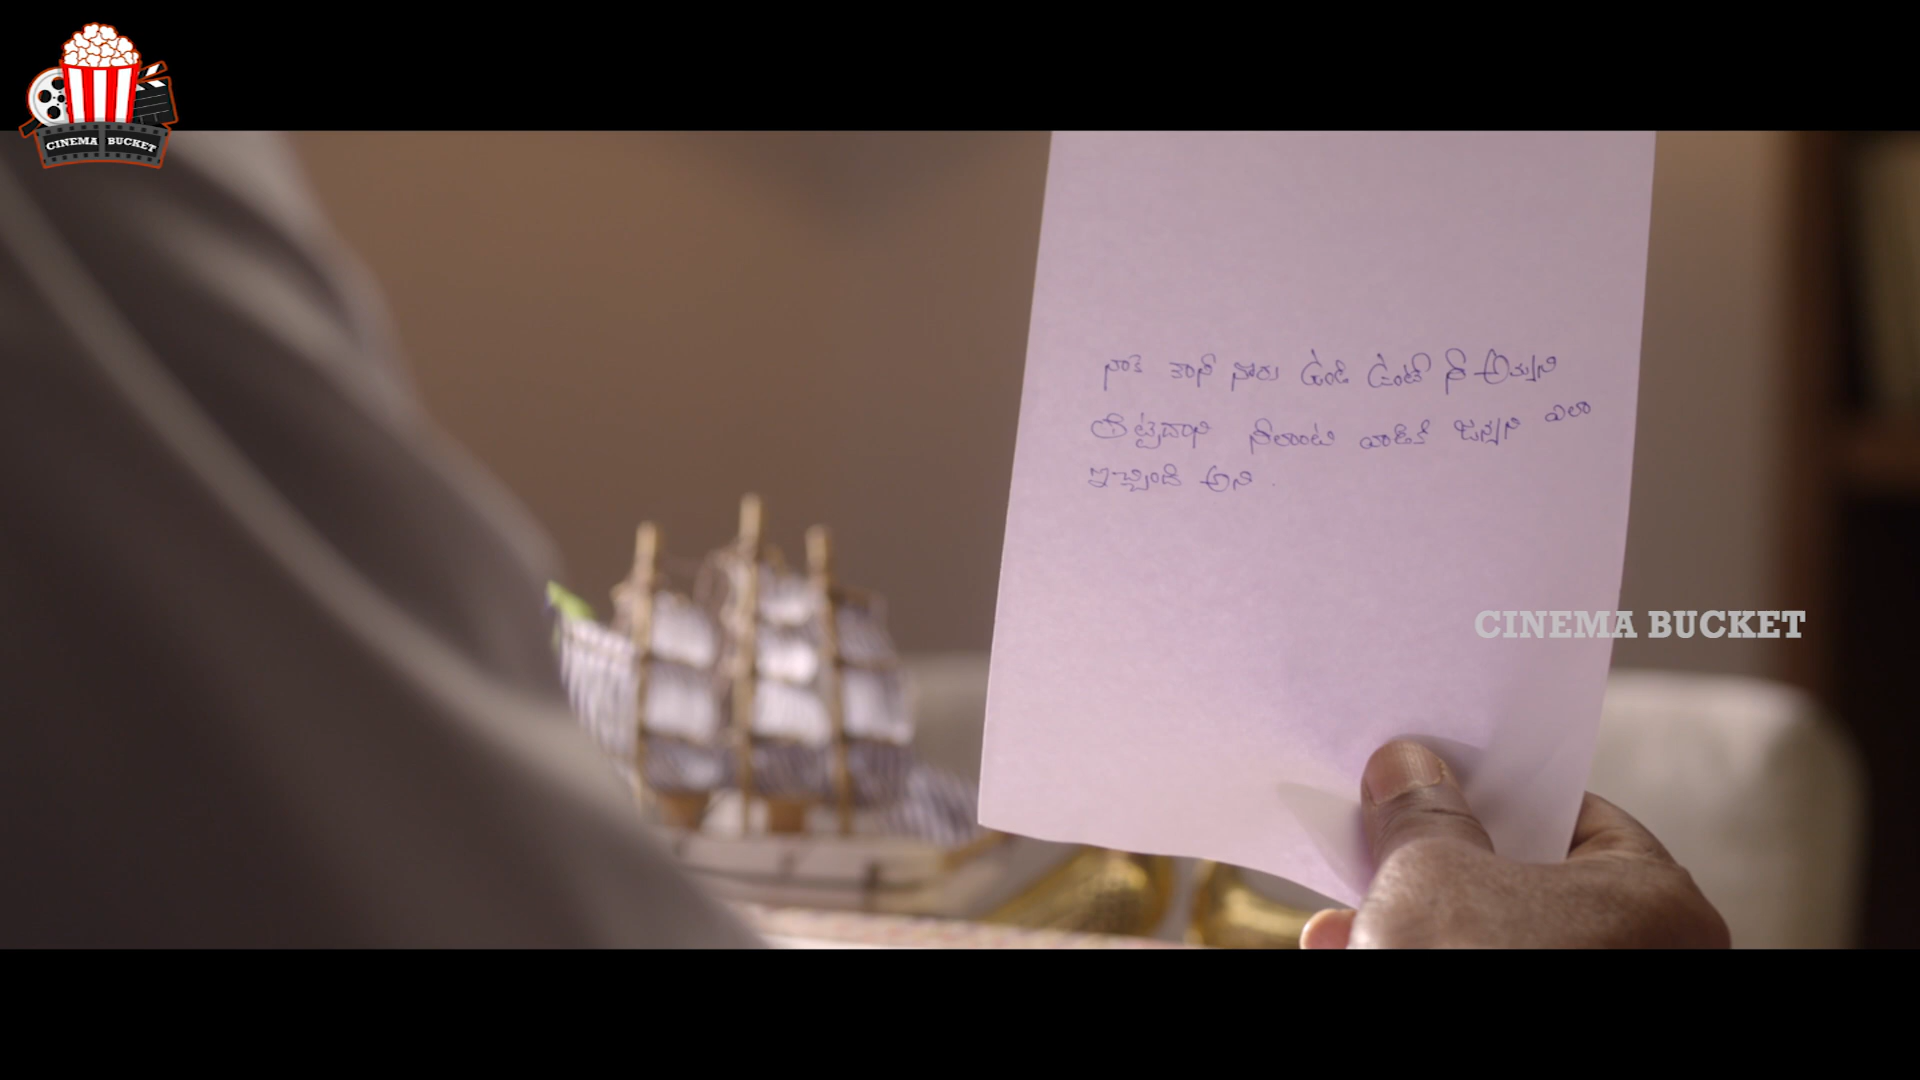 CINEMA BUCKET
నాకే కానీ నోరు ఉండి ఉంటే నీ అమ్మని
తిట్టేదాని నీలాంటి వాడికి జన్మని ఎలా
ఇచ్చింది అని .
CINEMA BUCKET